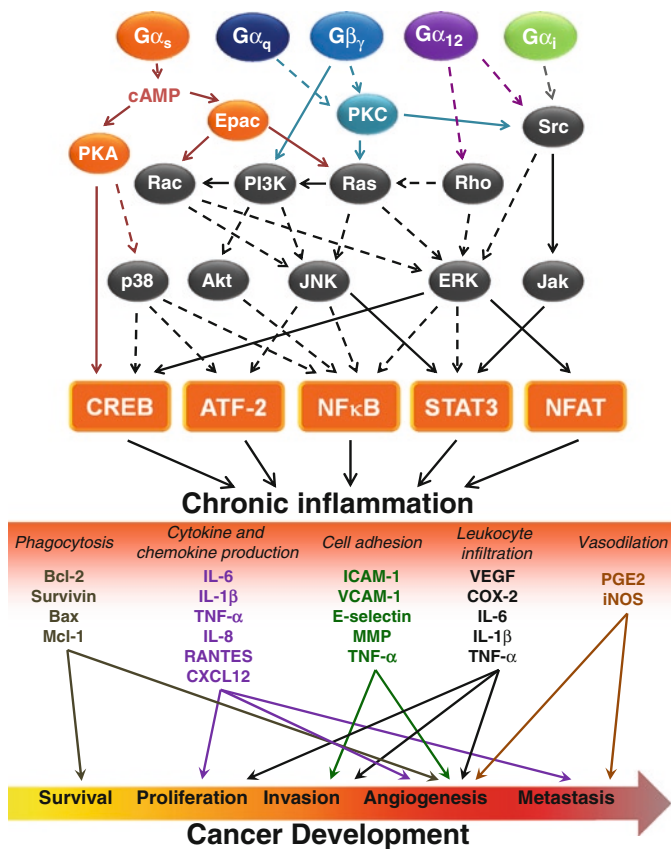 Gαs Gαq Gβγ Gα12 Gαi
cAMP
Epac PKC Src
PKA
Rac PI3K Ras Rho
p38 Akt JNK ERK Jak
CREB ATF-2 NFκB STAT3 NFAT
Chronic inflammation
Phagocytosis
Bcl-2
Survivin
Bax
Mcl-1
Cytokine and
chemokine production
IL-6
IL-1β
TNF-α
IL-8
RANTES
CXCL12
Cell adhesion
ICAM-1
VCAM-1
E-selectin
MMP
TNF-α
Leukocyte
infiltration
VEGF
COX-2
IL-6
IL-1β
TNF-α
Vasodilation
PGE2
iNOS
Survival Proliferation Invasion Angiogenesis Metastasis
Cancer Development